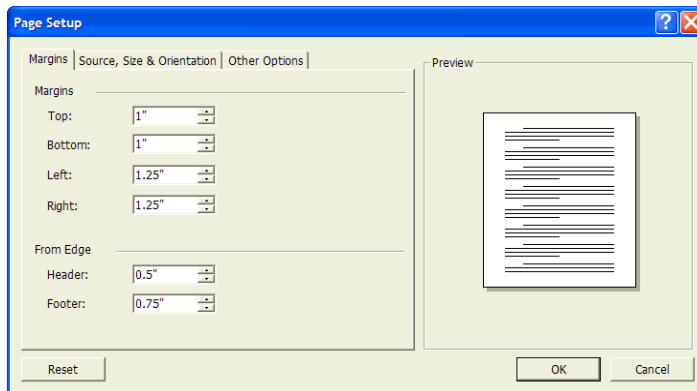 Page Setup
Margins Source, Size & Orientation Other Options
Margins
Top: 1"
Bottom: 1"
Left: 1.25"
Right: 1.25"
From Edge
Header: 0.5"
Footer: 0.75"
Preview
Reset OK Cancel